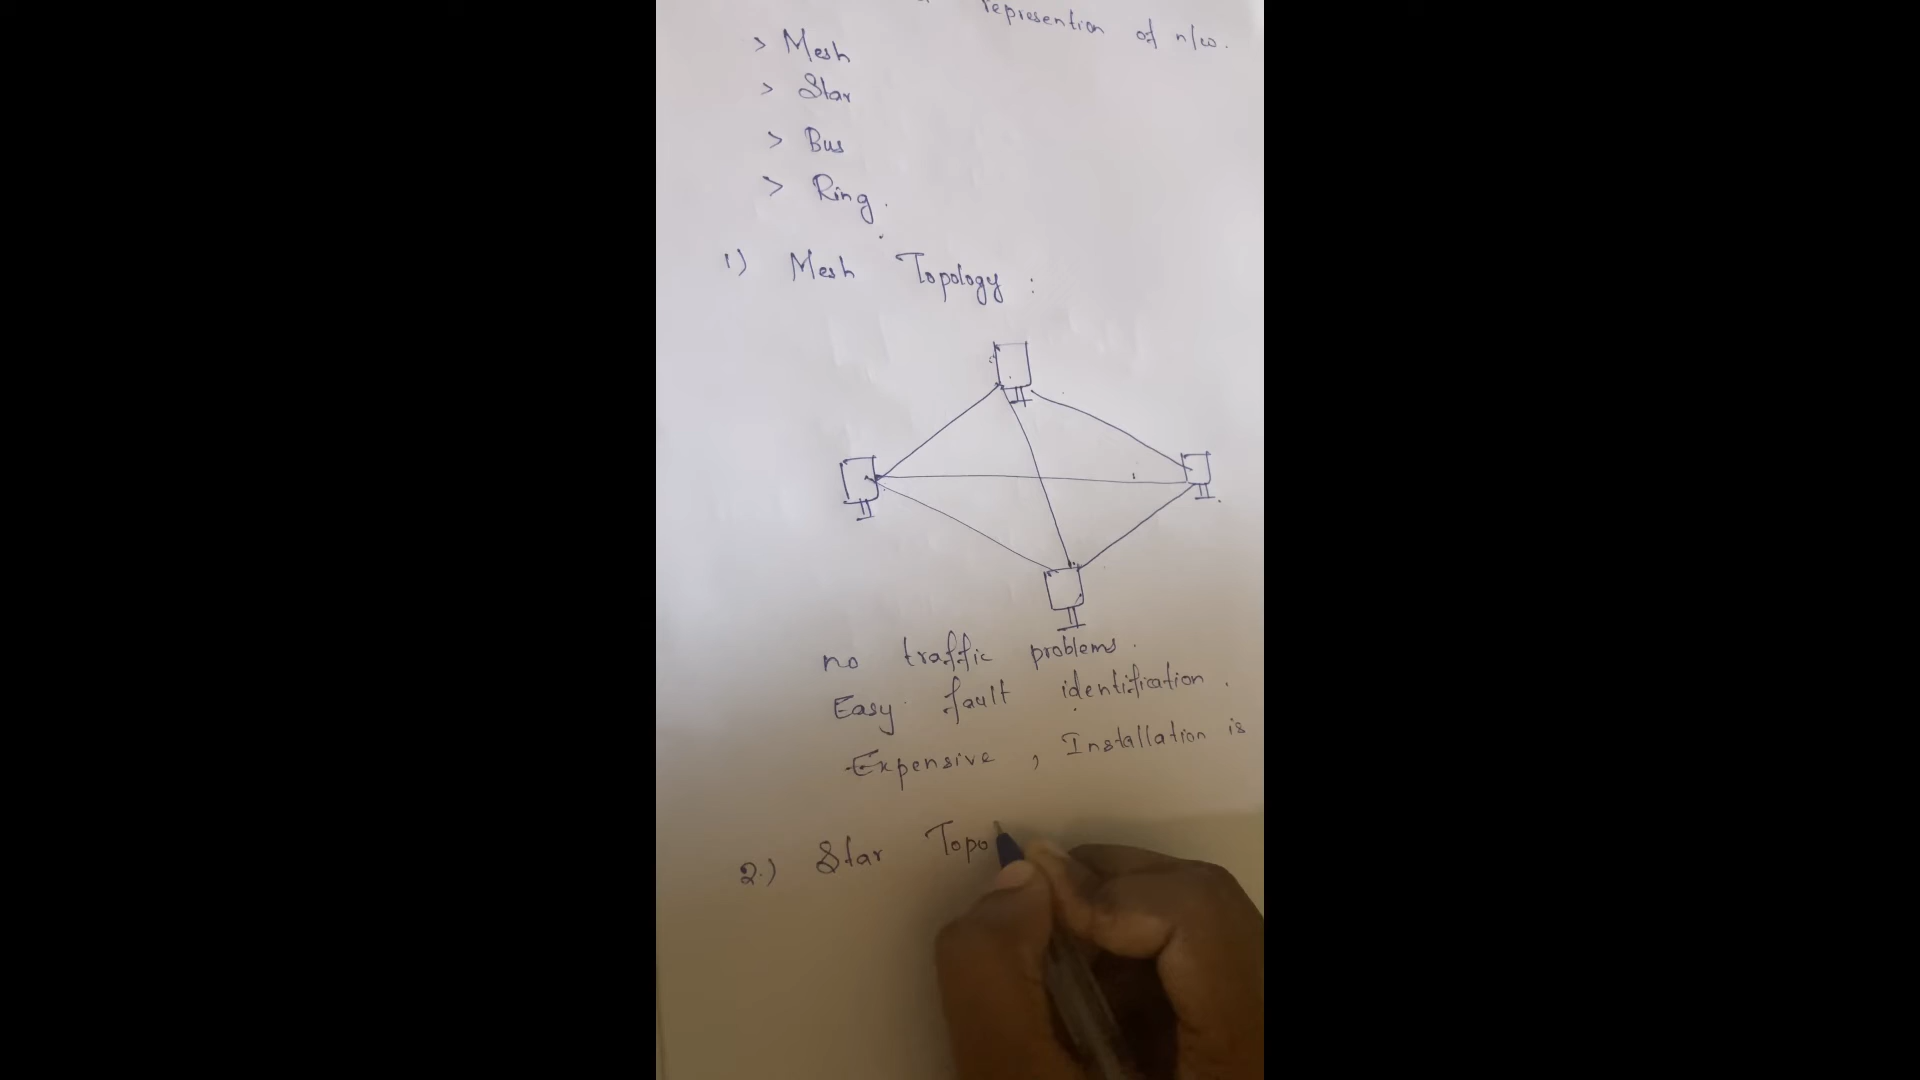 represention of n/w.
> Mesh
> Star
> Bus
> Ring.
1) Mesh Topology :
no traffic problems.
Easy fault identification.
Expensive, Installation is
2.) Star Topo